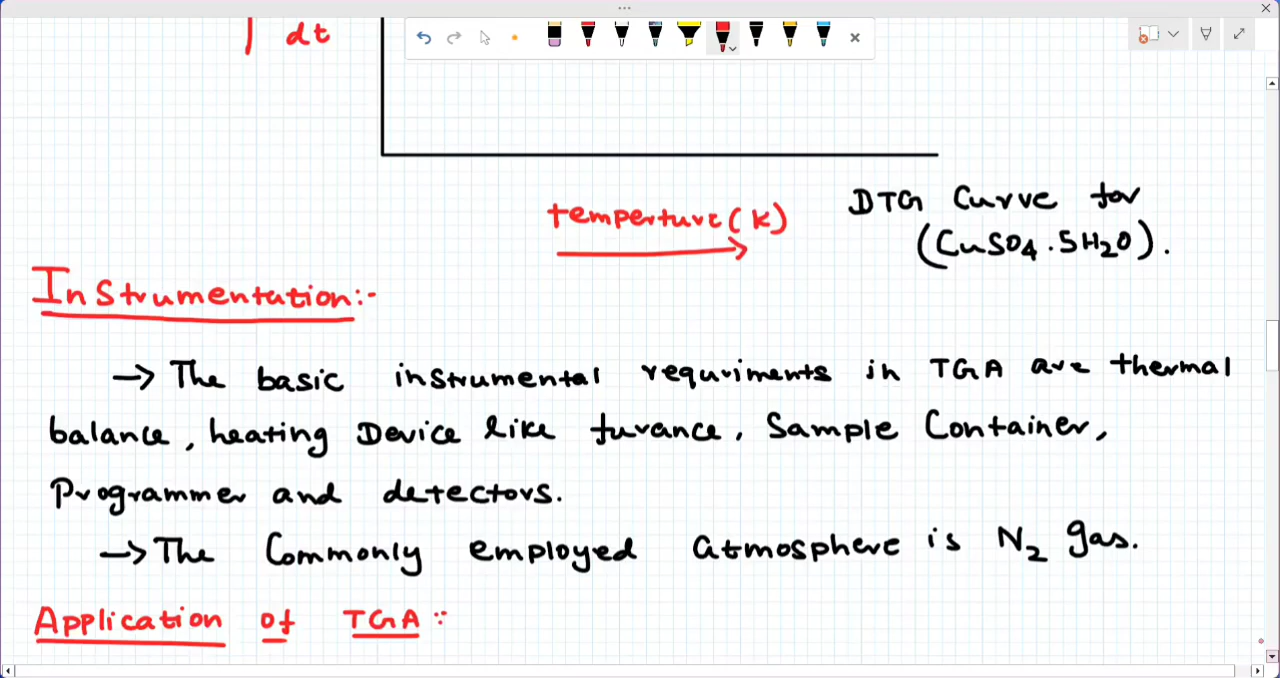 dt
temperture(K)
DTG Curve for
(CuSO4.5H2O).
Instrumentation:-
→ The basic instrumental requriments in TGA are thermal
balance, heating Device like furance, Sample Container,
Programmer and detectors.
→ The Commonly employed atmosphere is N2 gas.
Application of TGA: